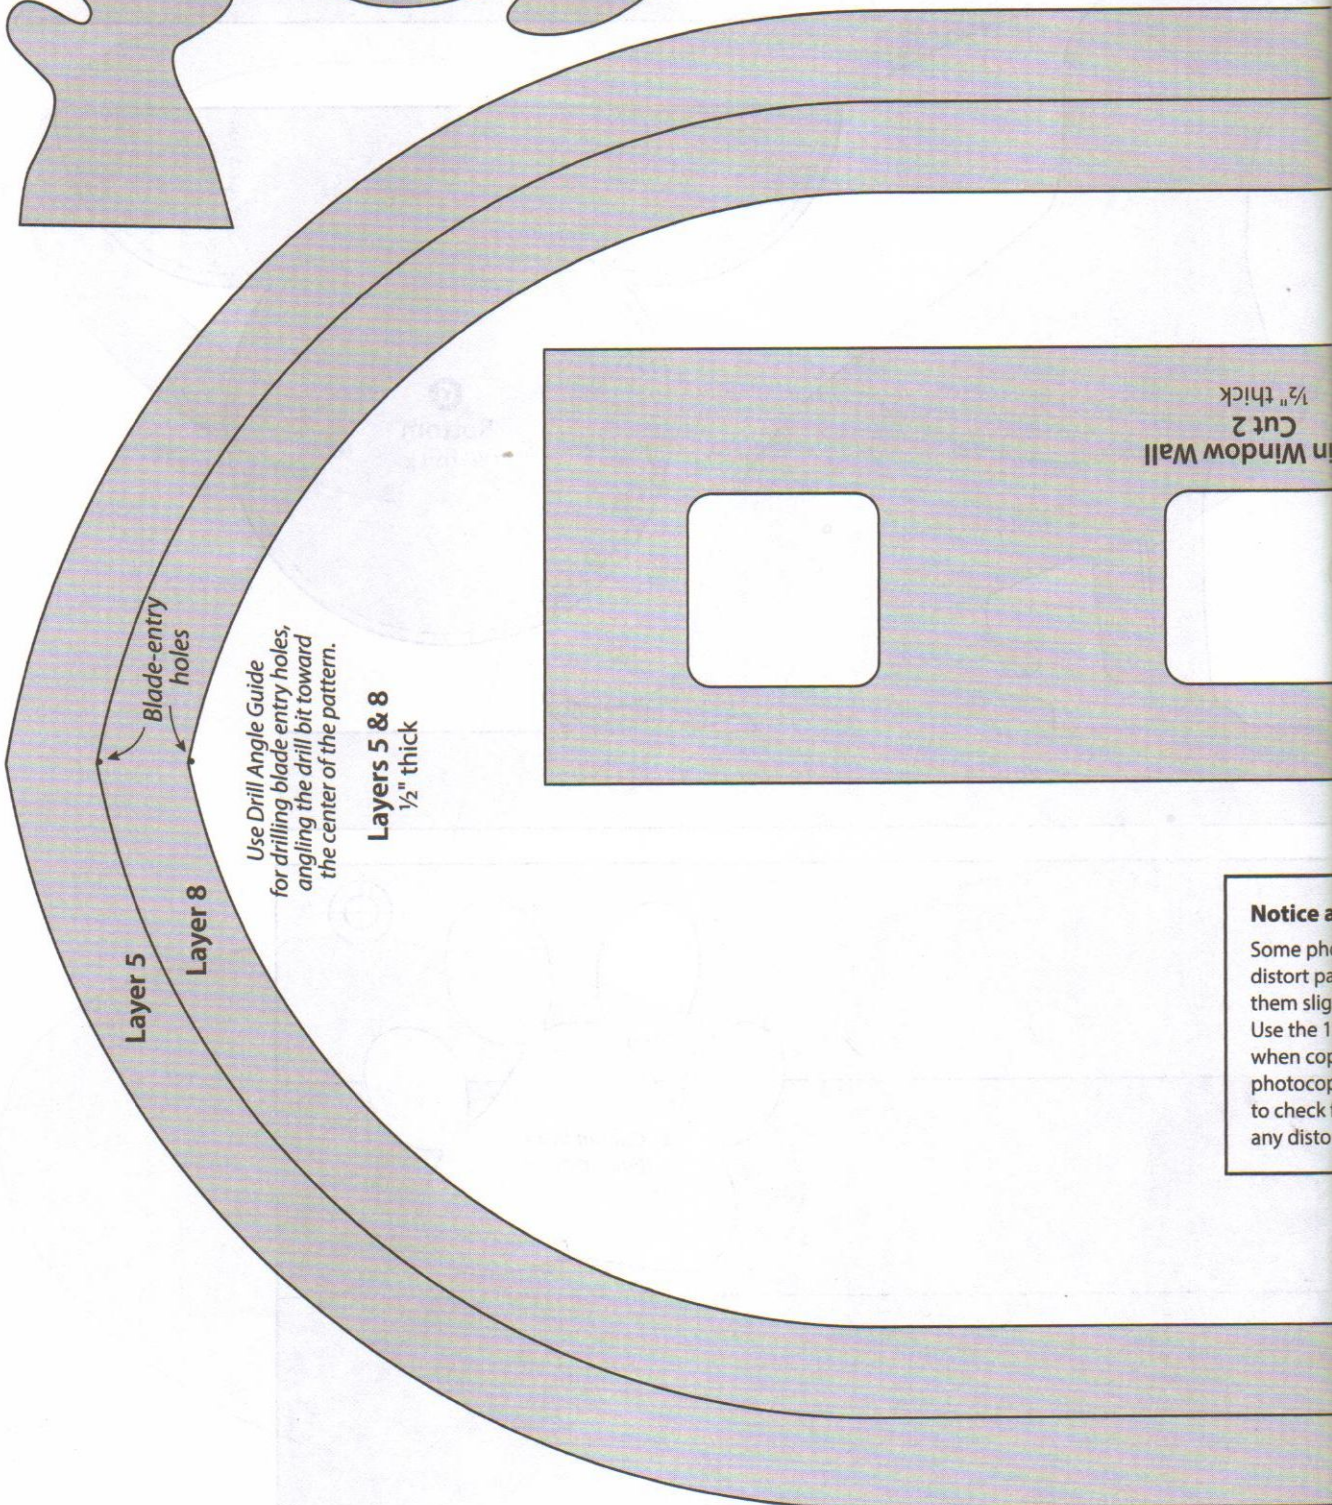 Blade-entry
holes
Use Drill Angle Guide
for drilling blade entry holes,
angling the drill bit toward
the center of the pattern.
Layers 5 & 8
½" thick
Layer 5
Layer 8
in Window Wall
Cut 2
½" thick
Notice a
Some pho
distort pa
them slig
Use the 1
when cop
photocop
to check
any disto